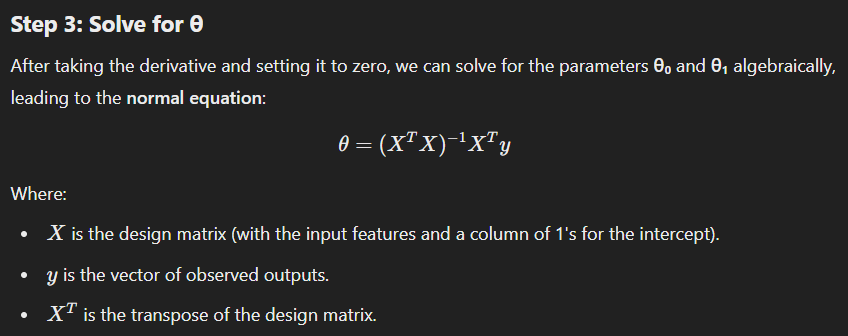 Step 3: Solve for θ
After taking the derivative and setting it to zero, we can solve for the parameters θ₀ and θ₁ algebraically,
leading to the normal equation:
θ = (XᵀX)⁻¹Xᵀy
Where:
• X is the design matrix (with the input features and a column of 1's for the intercept).
• y is the vector of observed outputs.
• Xᵀ is the transpose of the design matrix.